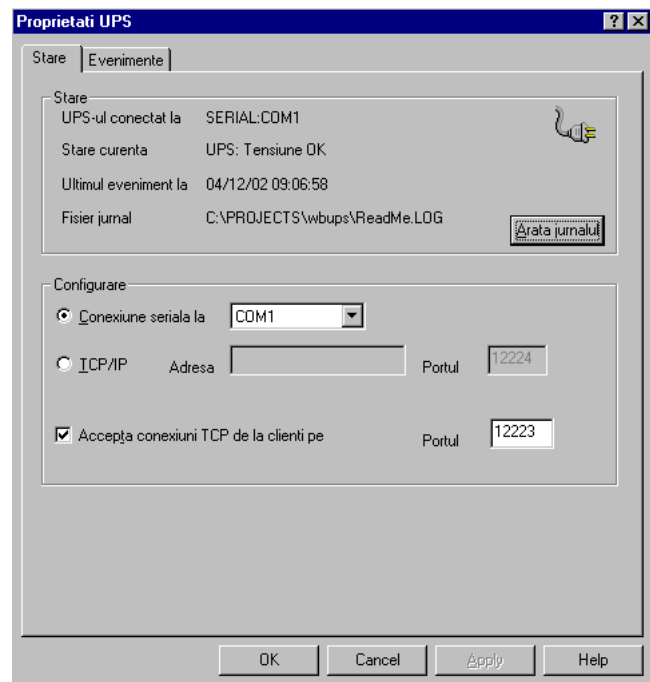 Proprietati UPS
Stare Evenimente
Stare
UPS-ul conectat la SERIAL:COM1
Stare curenta UPS: Tensiune OK
Ultimul eveniment la 04/12/02 09:06:58
Fisier jurnal C:\PROJECTS\wbups\ReadMe.LOG
Arata jurnalul
Configurare
Conexiune seriala la COM1
TCP/IP Adresa Portul 12224
Accepta conexiuni TCP de la clienti pe Portul 12223
OK Cancel Apply Help